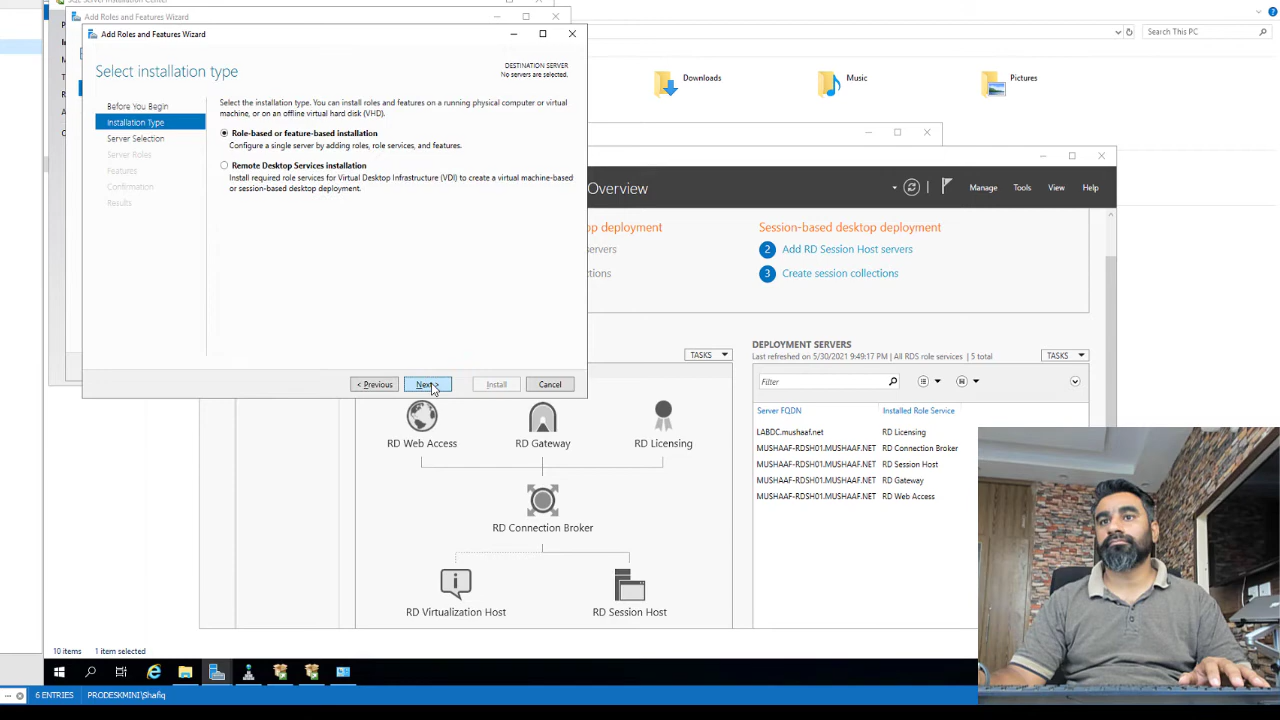 Add Roles and Features Wizard
Search This PC
Add Roles and Features Wizard
Select installation type
DESTINATION SERVER
No servers are selected.
Downloads
Music
Pictures
Before You Begin
Installation Type
Server Selection
Server Roles
Features
Confirmation
Results
Select the installation type. You can install roles and features on a running physical computer or virtual
machine, or on an offline virtual hard disk (VHD).
Role-based or feature-based installation
Configure a single server by adding roles, role services, and features.
Remote Desktop Services installation
Install required role services for Virtual Desktop Infrastructure (VDI) to create a virtual machine-based
or session-based desktop deployment.
< Previous
Next >
Install
Cancel
Overview
Manage
Tools
View
Help
Session-based desktop deployment
2 Add RD Session Host servers
3 Create session collections
TASKS
DEPLOYMENT SERVERS
Last refreshed on 5/30/2021 9:49:17 PM | All RDS role services | 5 total
TASKS
Filter
Server FQDN
Installed Role Service
LABDC.mushaaf.net
RD Licensing
MUSHAAF-RDSH01.MUSHAAF.NET
RD Connection Broker
MUSHAAF-RDSH01.MUSHAAF.NET
RD Session Host
MUSHAAF-RDSH01.MUSHAAF.NET
RD Gateway
MUSHAAF-RDSH01.MUSHAAF.NET
RD Web Access
RD Web Access
RD Gateway
RD Licensing
RD Connection Broker
RD Virtualization Host
RD Session Host
10 items
1 item selected
6 ENTRIES
PRODESKMINI\Shafiq